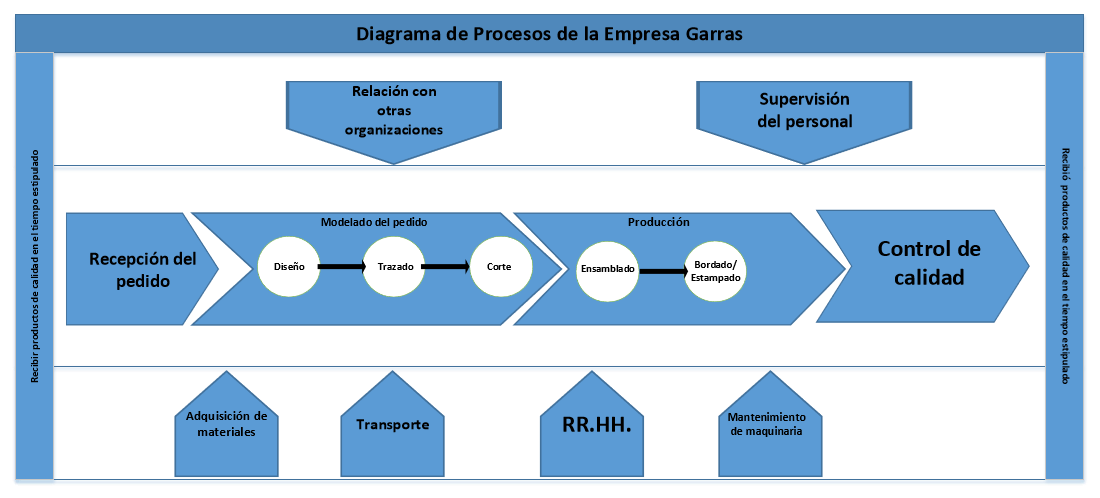 Diagrama de Procesos de la Empresa Garras
Recibir productos de calidad en el tiempo estipulado
Relación con
otras
organizaciones
Supervisión
del personal
Recepción del
pedido
Modelado del pedido
Diseño
Trazado
Corte
Producción
Ensamblado
Bordado/
Estampado
Control de
calidad
Adquisición de
materiales
Transporte
RR.HH.
Mantenimiento
de maquinaria
Recibió productos de calidad en el tiempo estipulado